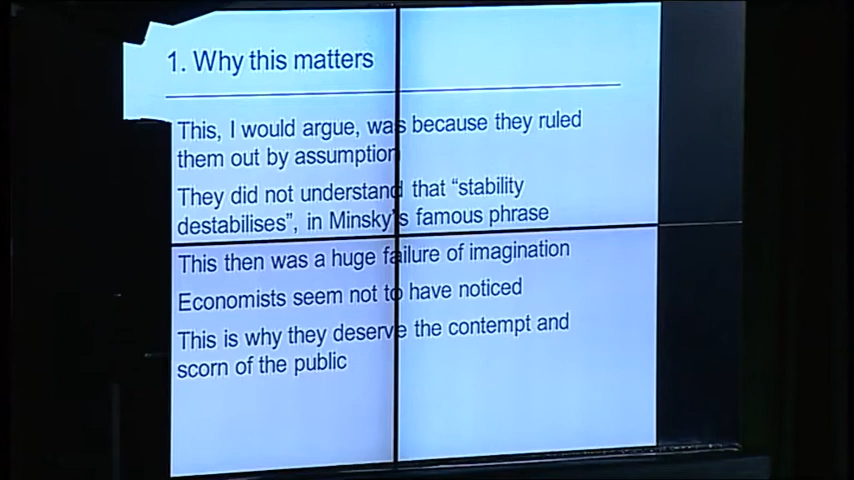 1. Why this matters
This, I would argue, was because they ruled
them out by assumption
They did not understand that “stability
destabilises”, in Minsky’s famous phrase
This then was a huge failure of imagination
Economists seem not to have noticed
This is why they deserve the contempt and
scorn of the public